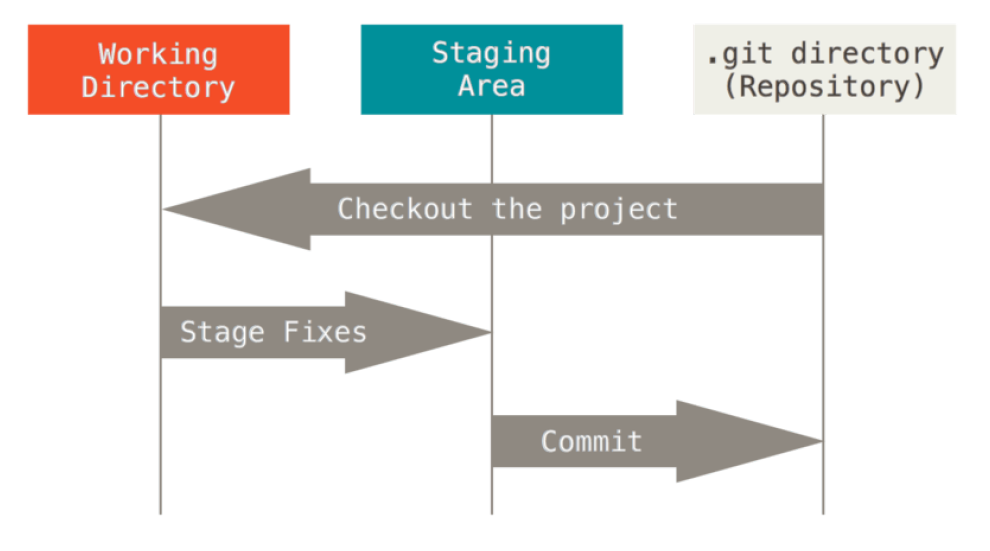 Working
Directory
Staging
Area
.git directory
(Repository)
Checkout the project
Stage Fixes
Commit